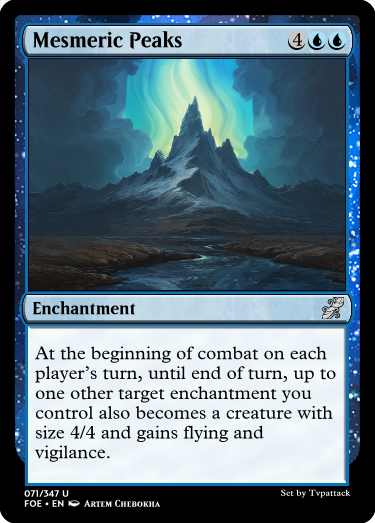 Mesmeric Peaks 4
Enchantment
At the beginning of combat on each
player's turn, until end of turn, up to
one other target enchantment you
control also becomes a creature with
size 4/4 and gains flying and
vigilance.
071/347 U
Set by Tvpattack
FOE • EN Artem Chebokha